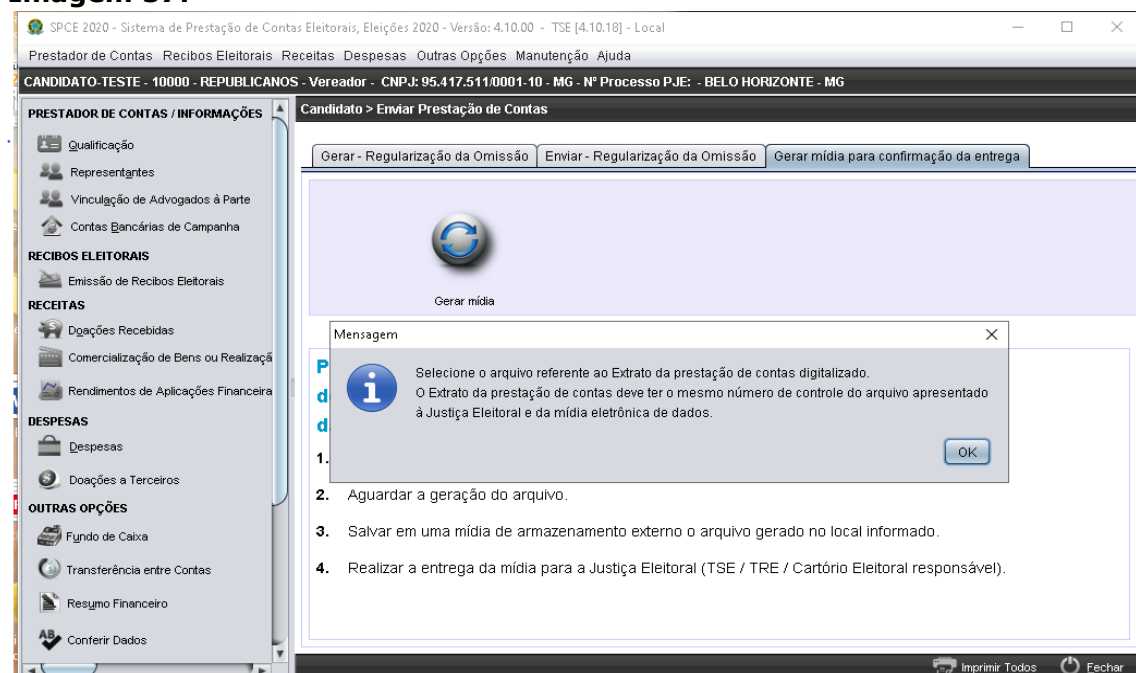 SPCE 2020 - Sistema de Prestação de Contas Eleitorais, Eleições 2020 - Versão: 4.10.00 - TSE [4.10.18] - Local
Prestador de Contas Recibos Eleitorais Receitas Despesas Outras Opções Manutenção Ajuda
CANDIDATO-TESTE - 10000 - REPUBLICANOS - Vereador - CNPJ: 95.417.511/0001-10 - MG - Nº Processo PJE: - BELO HORIZONTE - MG
PRESTADOR DE CONTAS / INFORMAÇÕES
Qualificação
Representantes
Vinculação de Advogados à Parte
Contas Bancárias de Campanha
RECIBOS ELEITORAIS
Emissão de Recibos Eleitorais
RECEITAS
Doações Recebidas
Comercialização de Bens ou Realizaçã
Rendimentos de Aplicações Financeira
DESPESAS
Despesas
Doações a Terceiros
OUTRAS OPÇÕES
Fundo de Caixa
Transferência entre Contas
Resumo Financeiro
Conferir Dados
Candidato > Enviar Prestação de Contas
Gerar - Regularização da Omissão Enviar - Regularização da Omissão Gerar mídia para confirmação da entrega
Gerar mídia
Mensagem
Selecione o arquivo referente ao Extrato da prestação de contas digitalizado.
O Extrato da prestação de contas deve ter o mesmo número de controle do arquivo apresentado
à Justiça Eleitoral e da mídia eletrônica de dados.
OK
P
d
d
1.
2. Aguardar a geração do arquivo.
3. Salvar em uma mídia de armazenamento externo o arquivo gerado no local informado.
4. Realizar a entrega da mídia para a Justiça Eleitoral (TSE / TRE / Cartório Eleitoral responsável).
Imprimir Todos Fechar